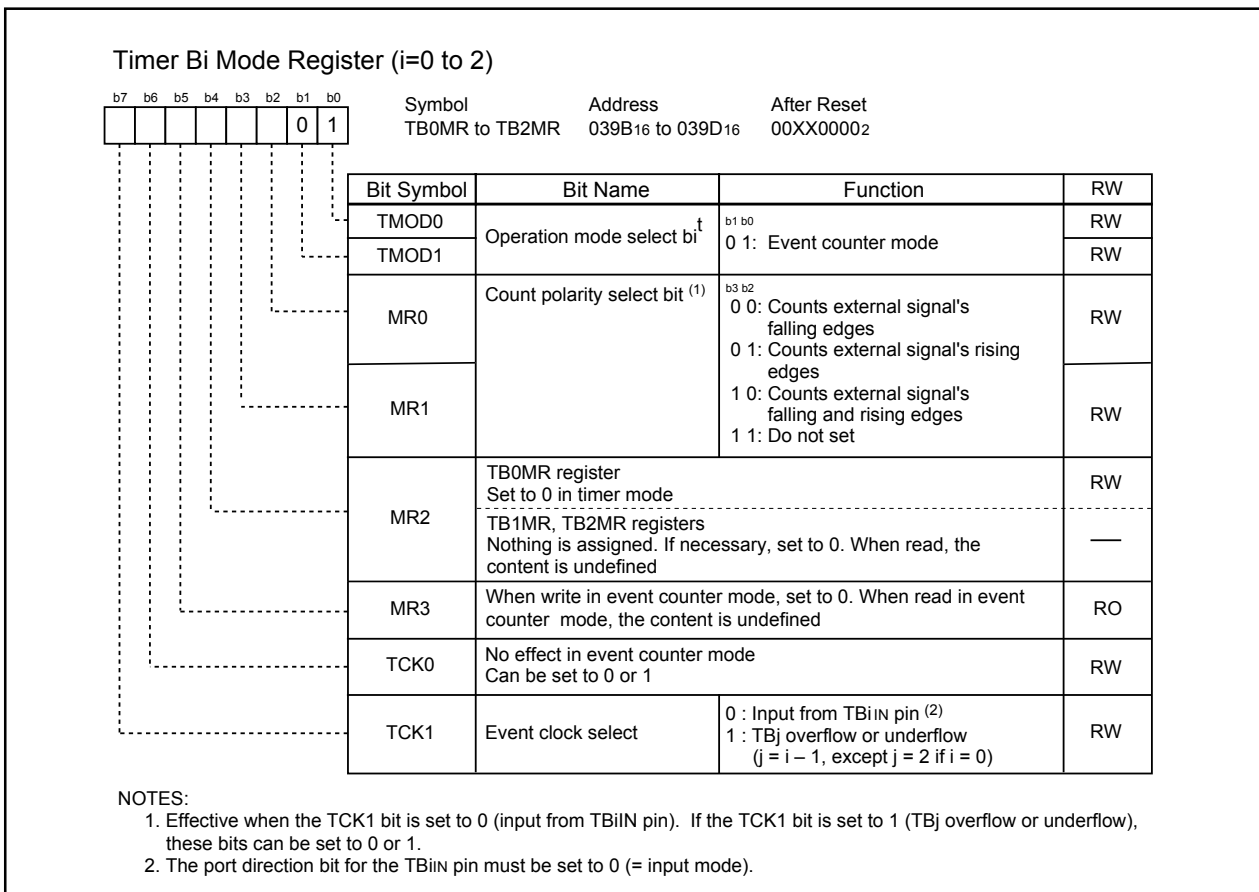 Timer Bi Mode Register (i=0 to 2)
b7 b6 b5 b4 b3 b2 b1 b0
0 1
Symbol Address After Reset
TB0MR to TB2MR 039B16 to 039D16 00XX00002
Bit Symbol Bit Name Function RW
TMOD0 Operation mode select bit b1 b0 RW
TMOD1 0 1: Event counter mode RW
MR0 Count polarity select bit (1) b3 b2 RW
0 0: Counts external signal's
falling edges
0 1: Counts external signal's rising
edges
MR1 1 0: Counts external signal's RW
falling and rising edges
1 1: Do not set
MR2 TB0MR register RW
Set to 0 in timer mode
TB1MR, TB2MR registers —
Nothing is assigned. If necessary, set to 0. When read, the
content is undefined
MR3 When write in event counter mode, set to 0. When read in event RO
counter mode, the content is undefined
TCK0 No effect in event counter mode RW
Can be set to 0 or 1
TCK1 Event clock select 0 : Input from TBiIN pin (2) RW
1 : TBj overflow or underflow
(j = i – 1, except j = 2 if i = 0)
NOTES:
1. Effective when the TCK1 bit is set to 0 (input from TBiIN pin). If the TCK1 bit is set to 1 (TBj overflow or underflow),
these bits can be set to 0 or 1.
2. The port direction bit for the TBiIN pin must be set to 0 (= input mode).